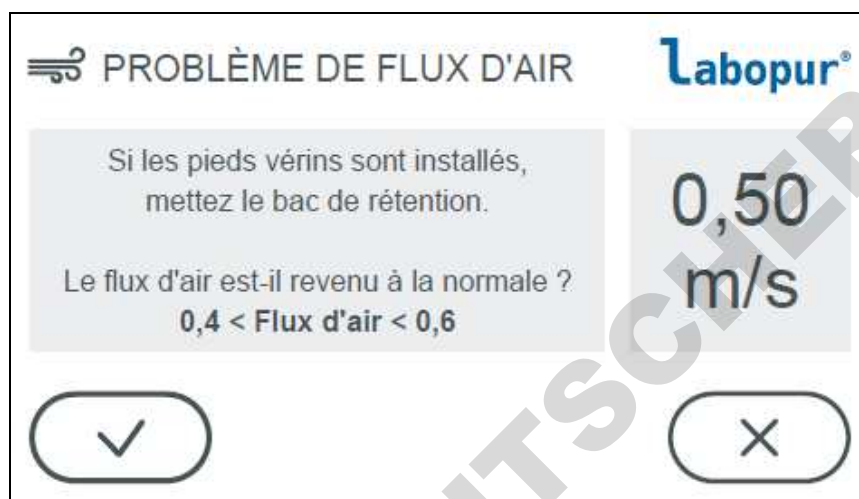 PROBLÈME DE FLUX D'AIR
Labopur®
Si les pieds vérins sont installés,
mettez le bac de rétention.
Le flux d'air est-il revenu à la normale ?
0,4 < Flux d'air < 0,6
0,50
m/s